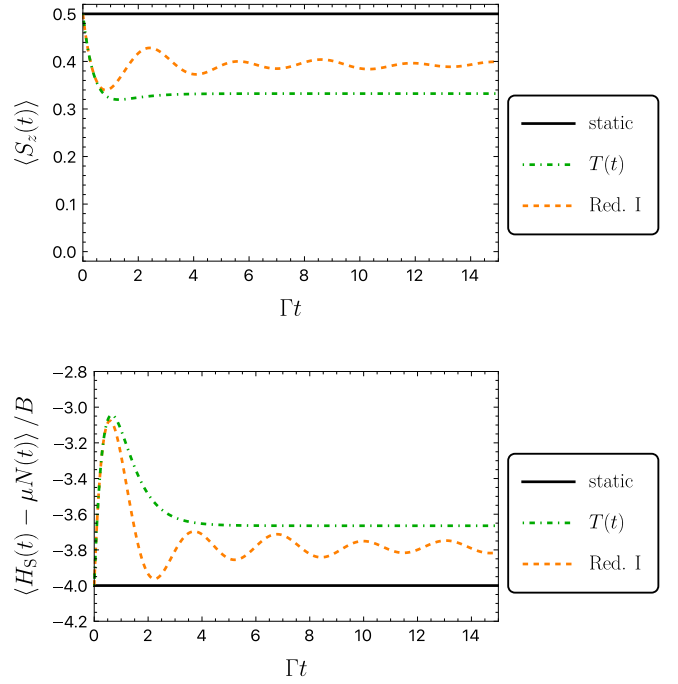 0.5
0.4
0.3
0.2
0.1
0.0
⟨S_z(t)⟩
0 2 4 6 8 10 12 14
Γt
static
T(t)
Red. I
−2.8
−3.0
−3.2
−3.4
−3.6
−3.8
−4.0
−4.2
⟨H_S(t) − μN(t)⟩/B
0 2 4 6 8 10 12 14
Γt
static
T(t)
Red. I